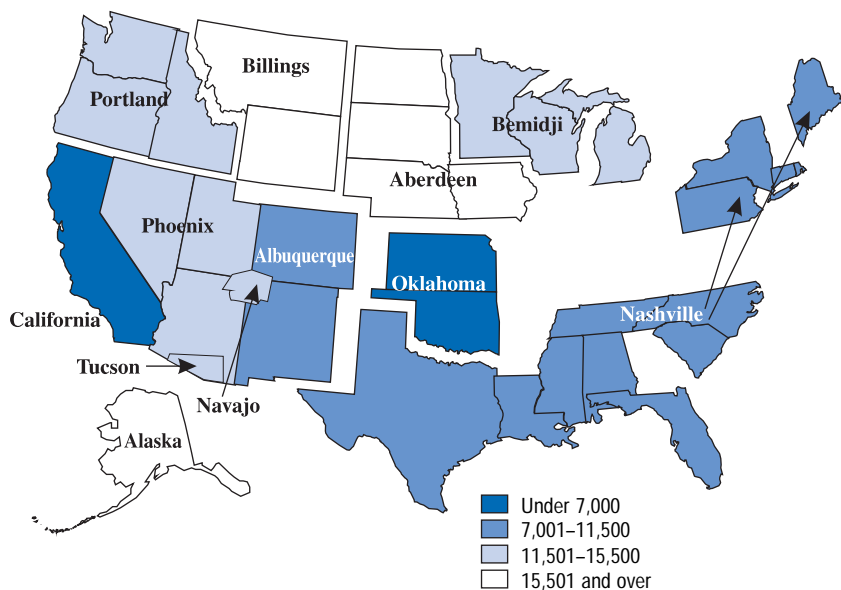 Billings
Portland
Bemidji
Aberdeen
Phoenix
Albuquerque
Oklahoma
California
Nashville
Tucson
Navajo
Alaska
Under 7,000
7,001–11,500
11,501–15,500
15,501 and over